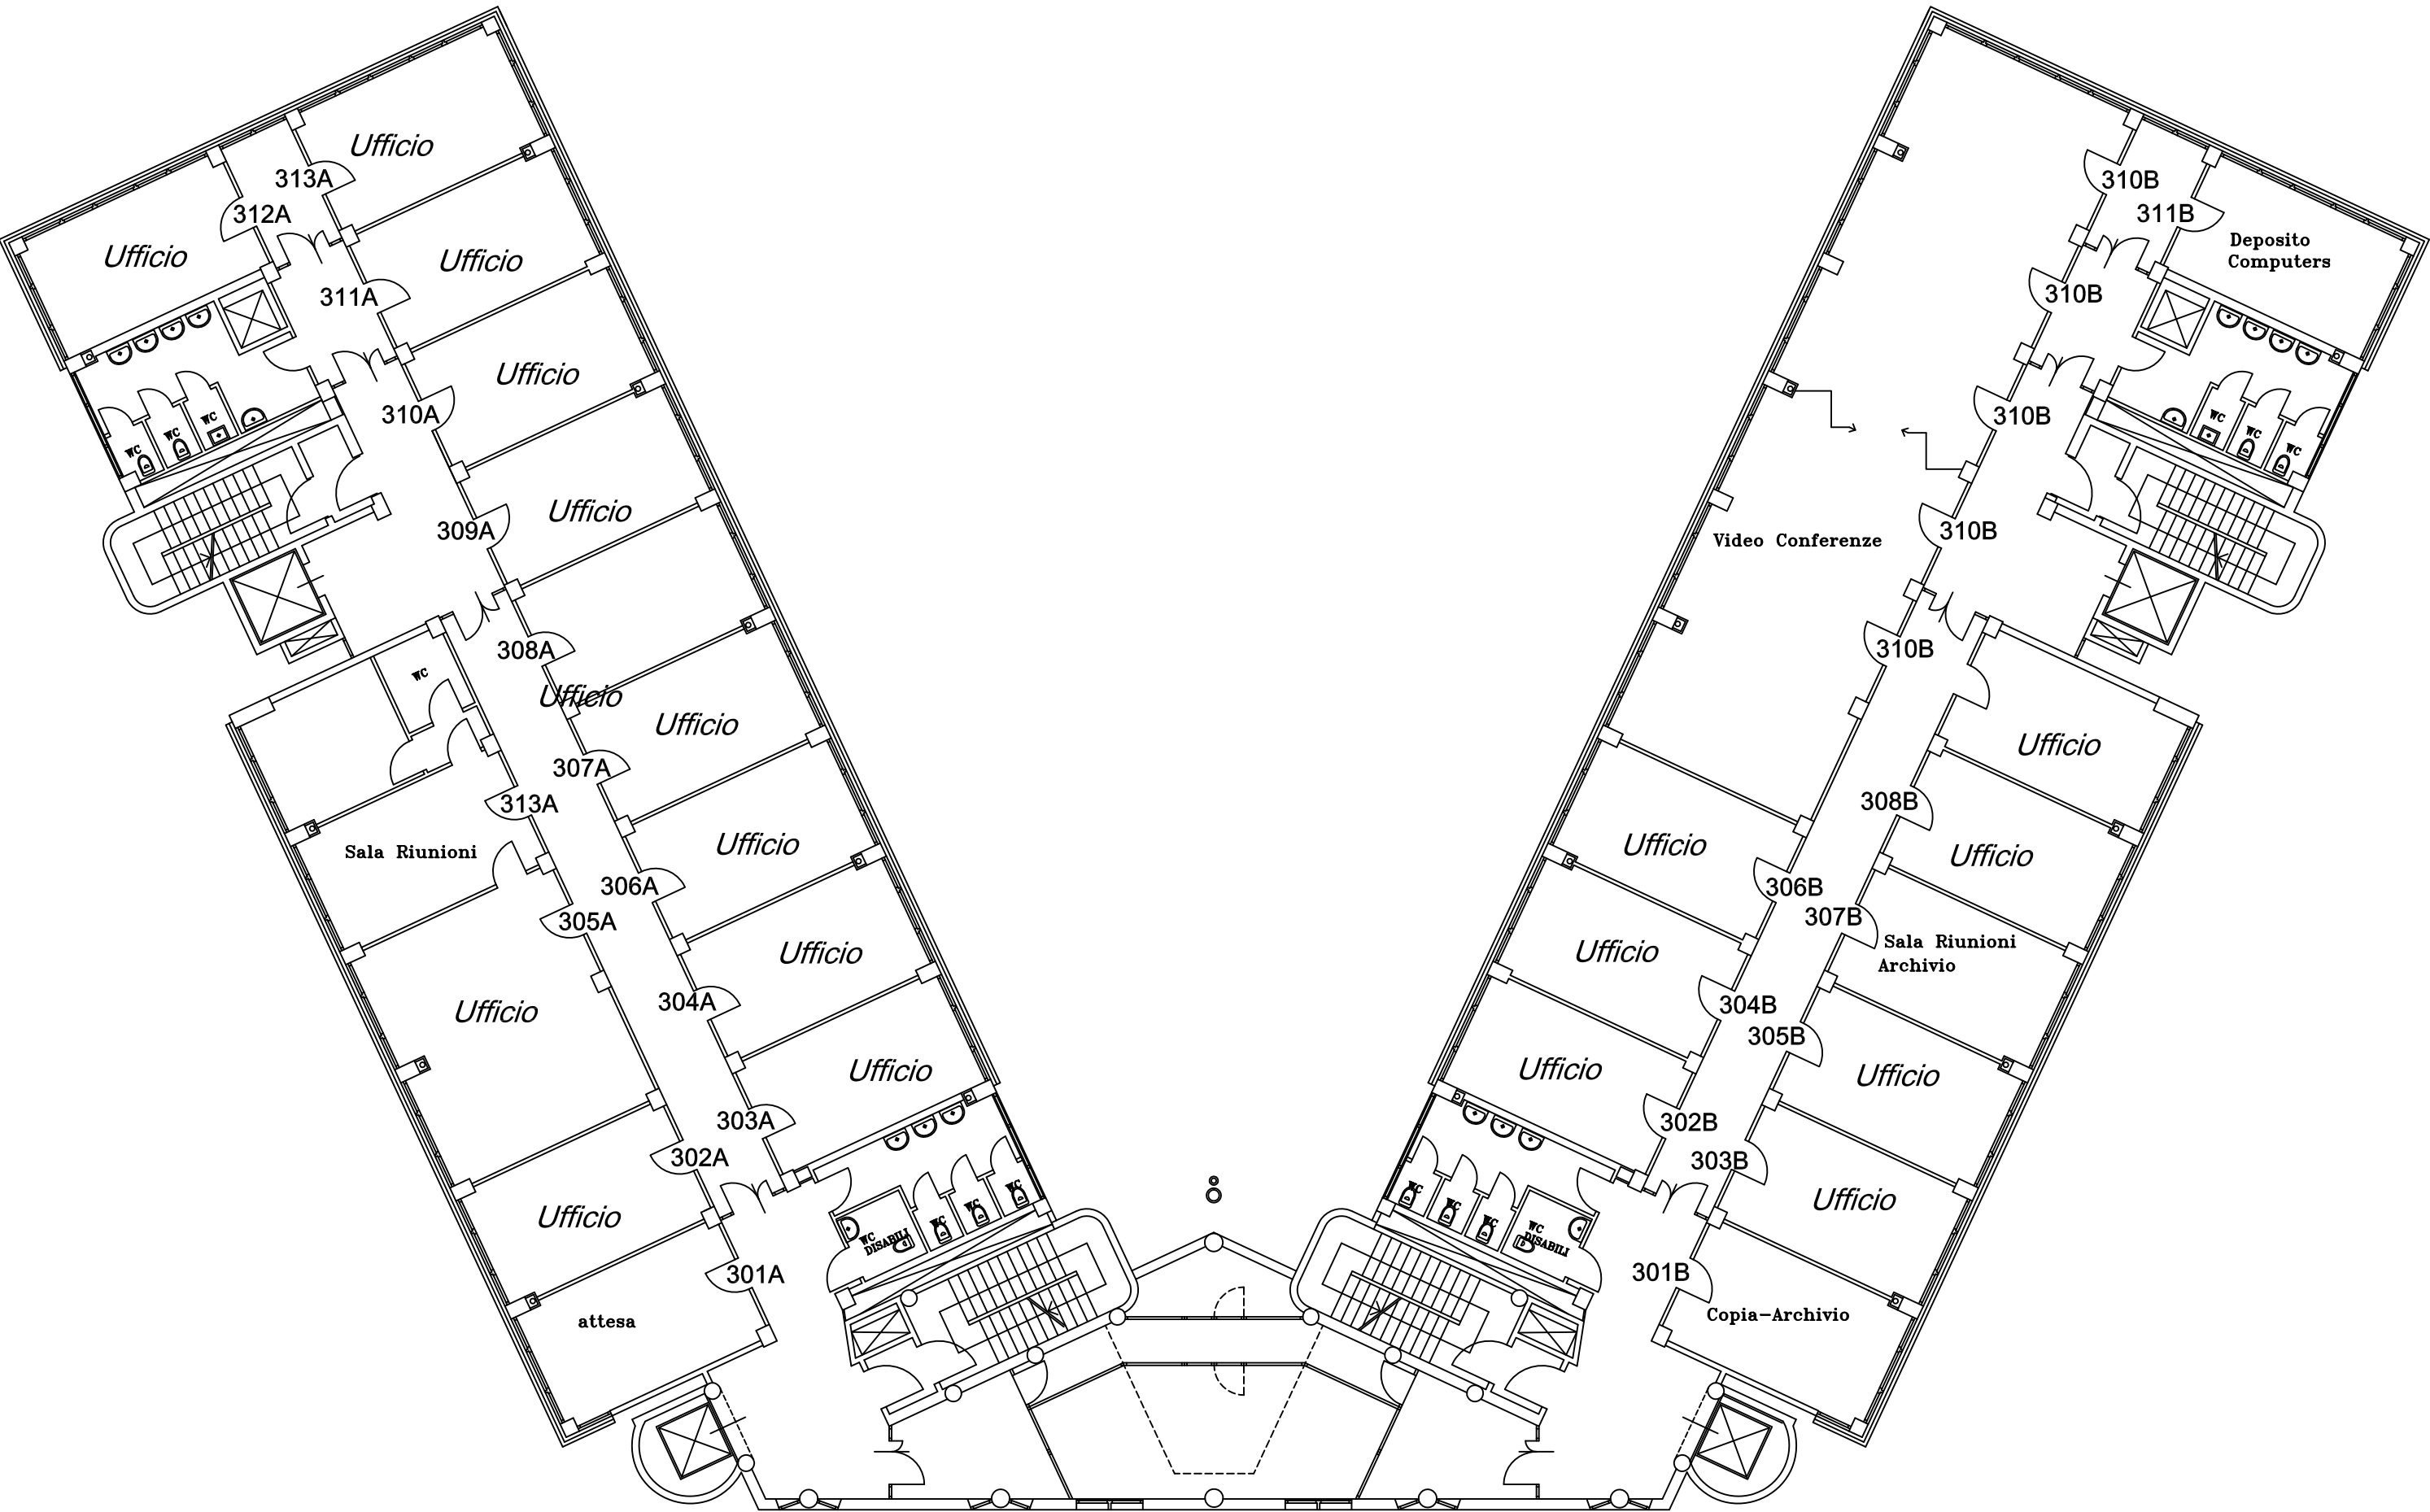 Ufficio
313A
312A
Ufficio
Ufficio
311A
Ufficio
310A
WC
WC
WC
Ufficio
309A
308A
WC
Ufficio
Ufficio
307A
313A
Sala Riunioni
Ufficio
306A
305A
Ufficio
304A
Ufficio
Ufficio
303A
302A
Ufficio
WC
WC
WC
WC
DISABILI
301A
attesa
310B
311B
Deposito
Computers
310B
310B
WC
WC
WC
310B
Video Conferenze
310B
Ufficio
308B
Ufficio
Ufficio
306B
307B
Sala Riunioni
Archivio
Ufficio
304B
305B
Ufficio
Ufficio
302B
303B
Ufficio
WC
WC
WC
WC
DISABILI
301B
Copia-Archivio